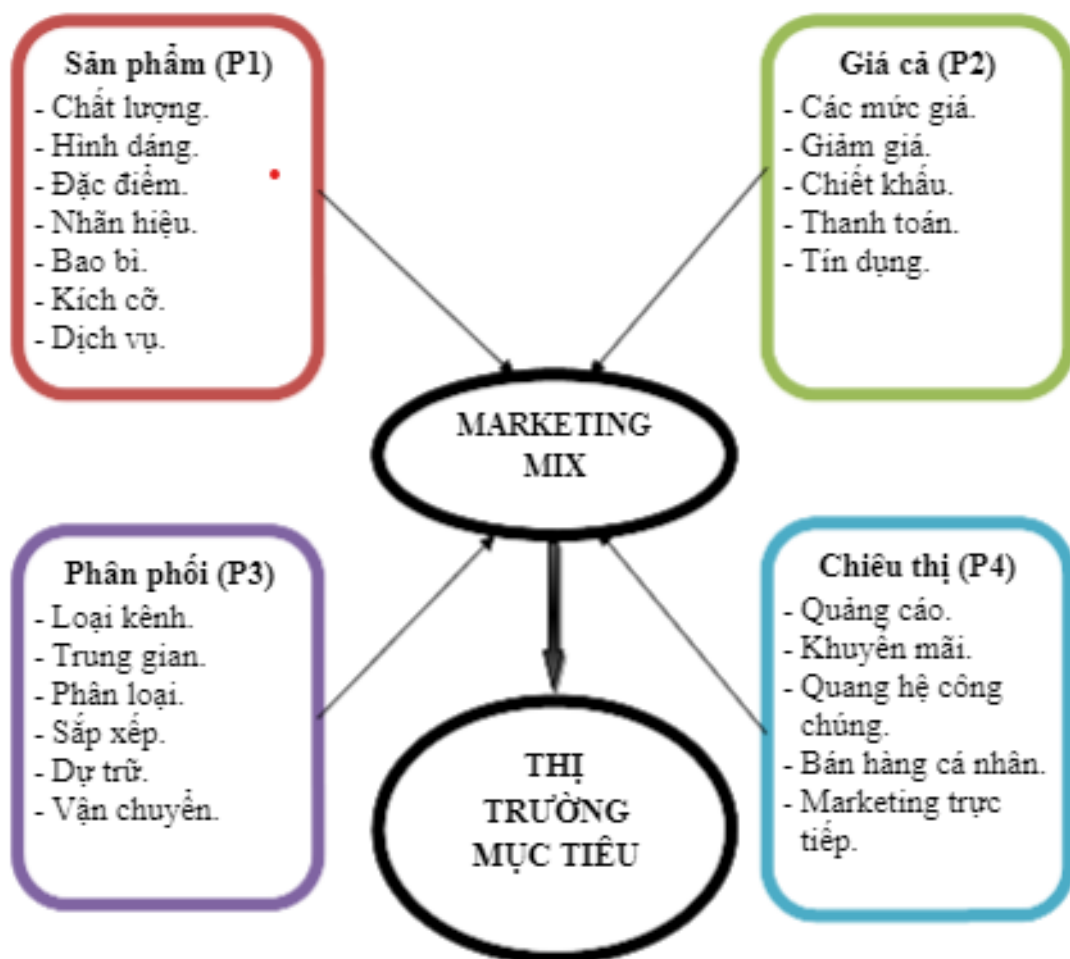 Sản phẩm (P1)
- Chất lượng.
- Hình dáng.
- Đặc điểm.
- Nhãn hiệu.
- Bao bì.
- Kích cỡ.
- Dịch vụ.
Giá cả (P2)
- Các mức giá.
- Giảm giá.
- Chiết khấu.
- Thanh toán.
- Tín dụng.
MARKETING
MIX
Phân phối (P3)
- Loại kênh.
- Trung gian.
- Phân loại.
- Sắp xếp.
- Dự trữ.
- Vận chuyển.
Chiêu thị (P4)
- Quảng cáo.
- Khuyến mãi.
- Quang hệ công
chúng.
- Bán hàng cá nhân.
- Marketing trực
tiếp.
THỊ
TRƯỜNG
MỤC TIÊU